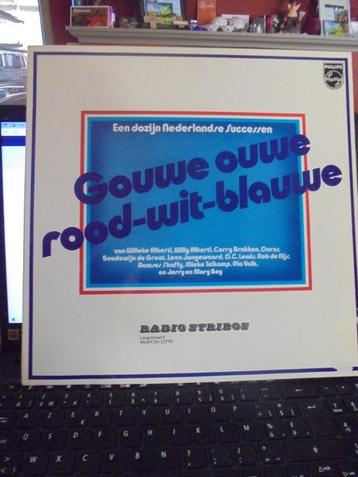 PHILIPS
Een dozijn Nederlandse Successen
Gouwe ouwe
rood-wit-blauwe
van Willeke Alberti, Willy Alberti, Corry Brokken, Dorus,
Boudewijn de Groot, Leen Jongewaard, D.C. Lewis, Rob de Nijs,
Ramses Shaffy, Mieke Telkamp, Ria Valk,
en Jerry en Mary Bey
RADIO STRIBOS